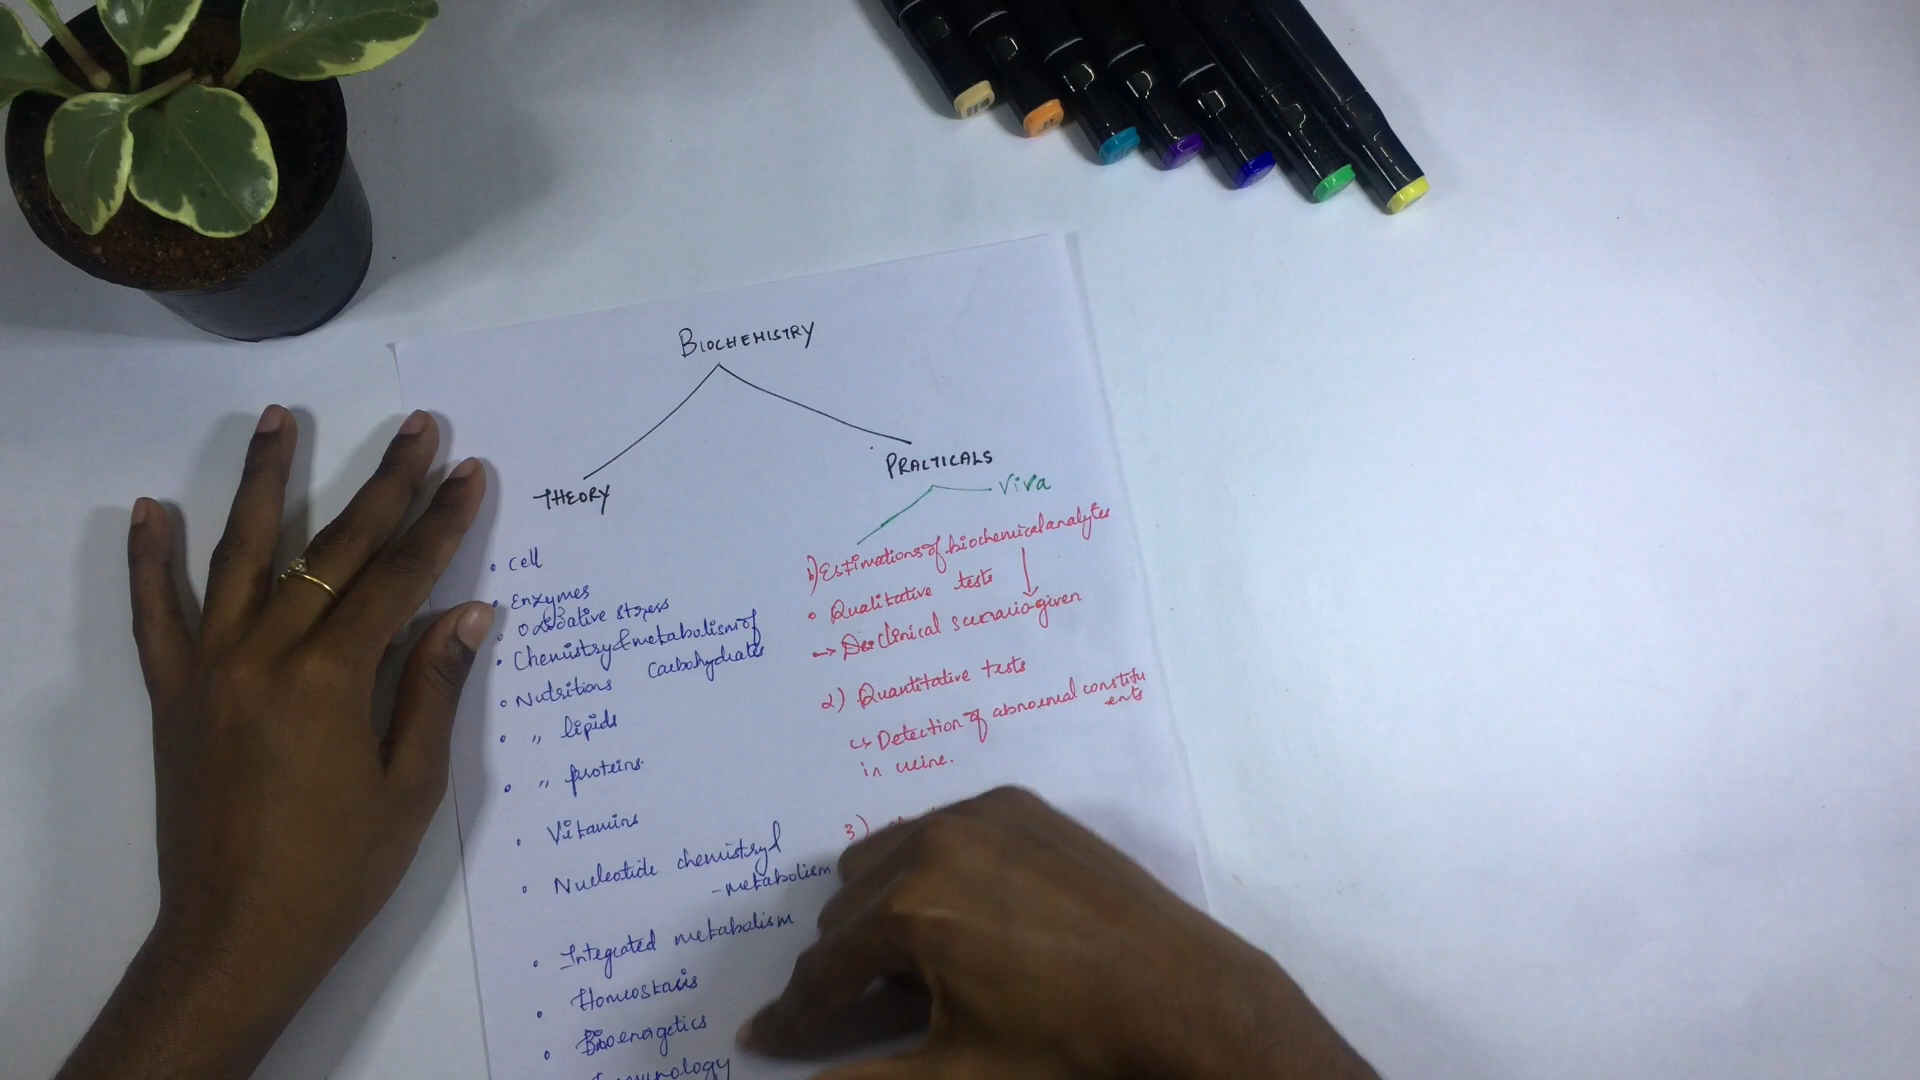 BIOCHEMISTRY
THEORY
• Cell
• Enzymes
• Oxidative stress
• Chemistry & metabolism of
carbohydrates
• Nutritions
• " lipids
• " proteins
• Vitamins
• Nucleotide chemistry &
-metabolism
• Integrated metabolism
• Homeostasis
• Bioenergetics
PRACTICALS
Viva
1) Estimations of biochemical analytes
• Qualitative tests
→ clinical given
2) Quantitative tests
↳ Detection of abnormal constitu
ents
in urine.
3)